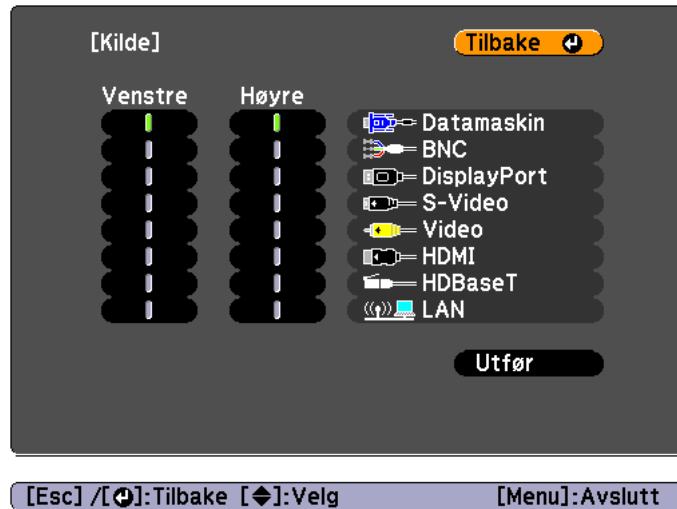 [Kilde] Tilbake
Venstre Høyre
Datamaskin
BNC
DisplayPort
S-Video
Video
HDMI
HDBaseT
LAN
Utfør
[Esc] /[⏎]:Tilbake [◆]:Velg [Menu]:Avslutt